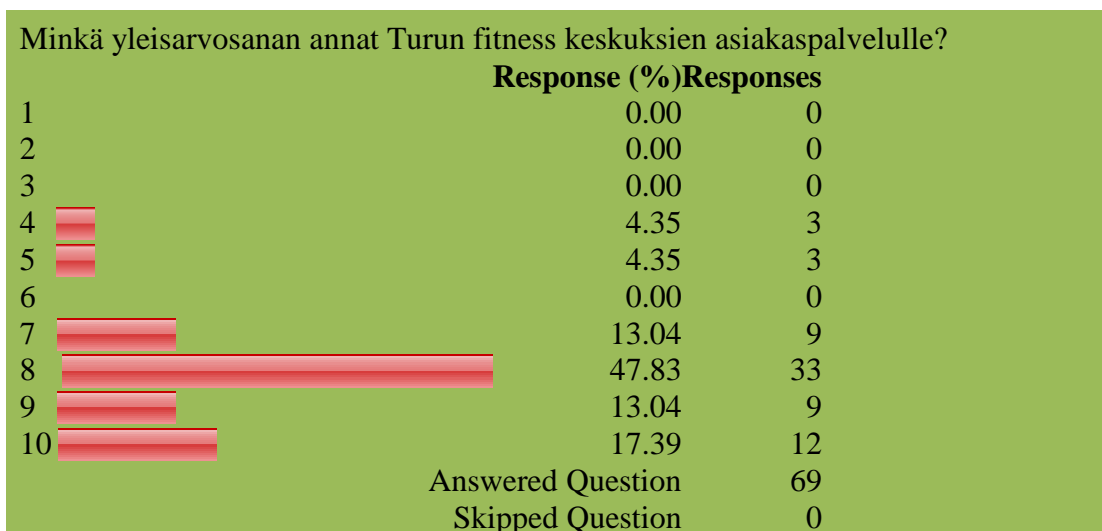 Minkä yleisarvosanan annat Turun fitness keskuksien asiakaspalvelulle?
Response (%)Responses
1 0.00 0
2 0.00 0
3 0.00 0
4 4.35 3
5 4.35 3
6 0.00 0
7 13.04 9
8 47.83 33
9 13.04 9
10 17.39 12
Answered Question 69
Skipped Question 0